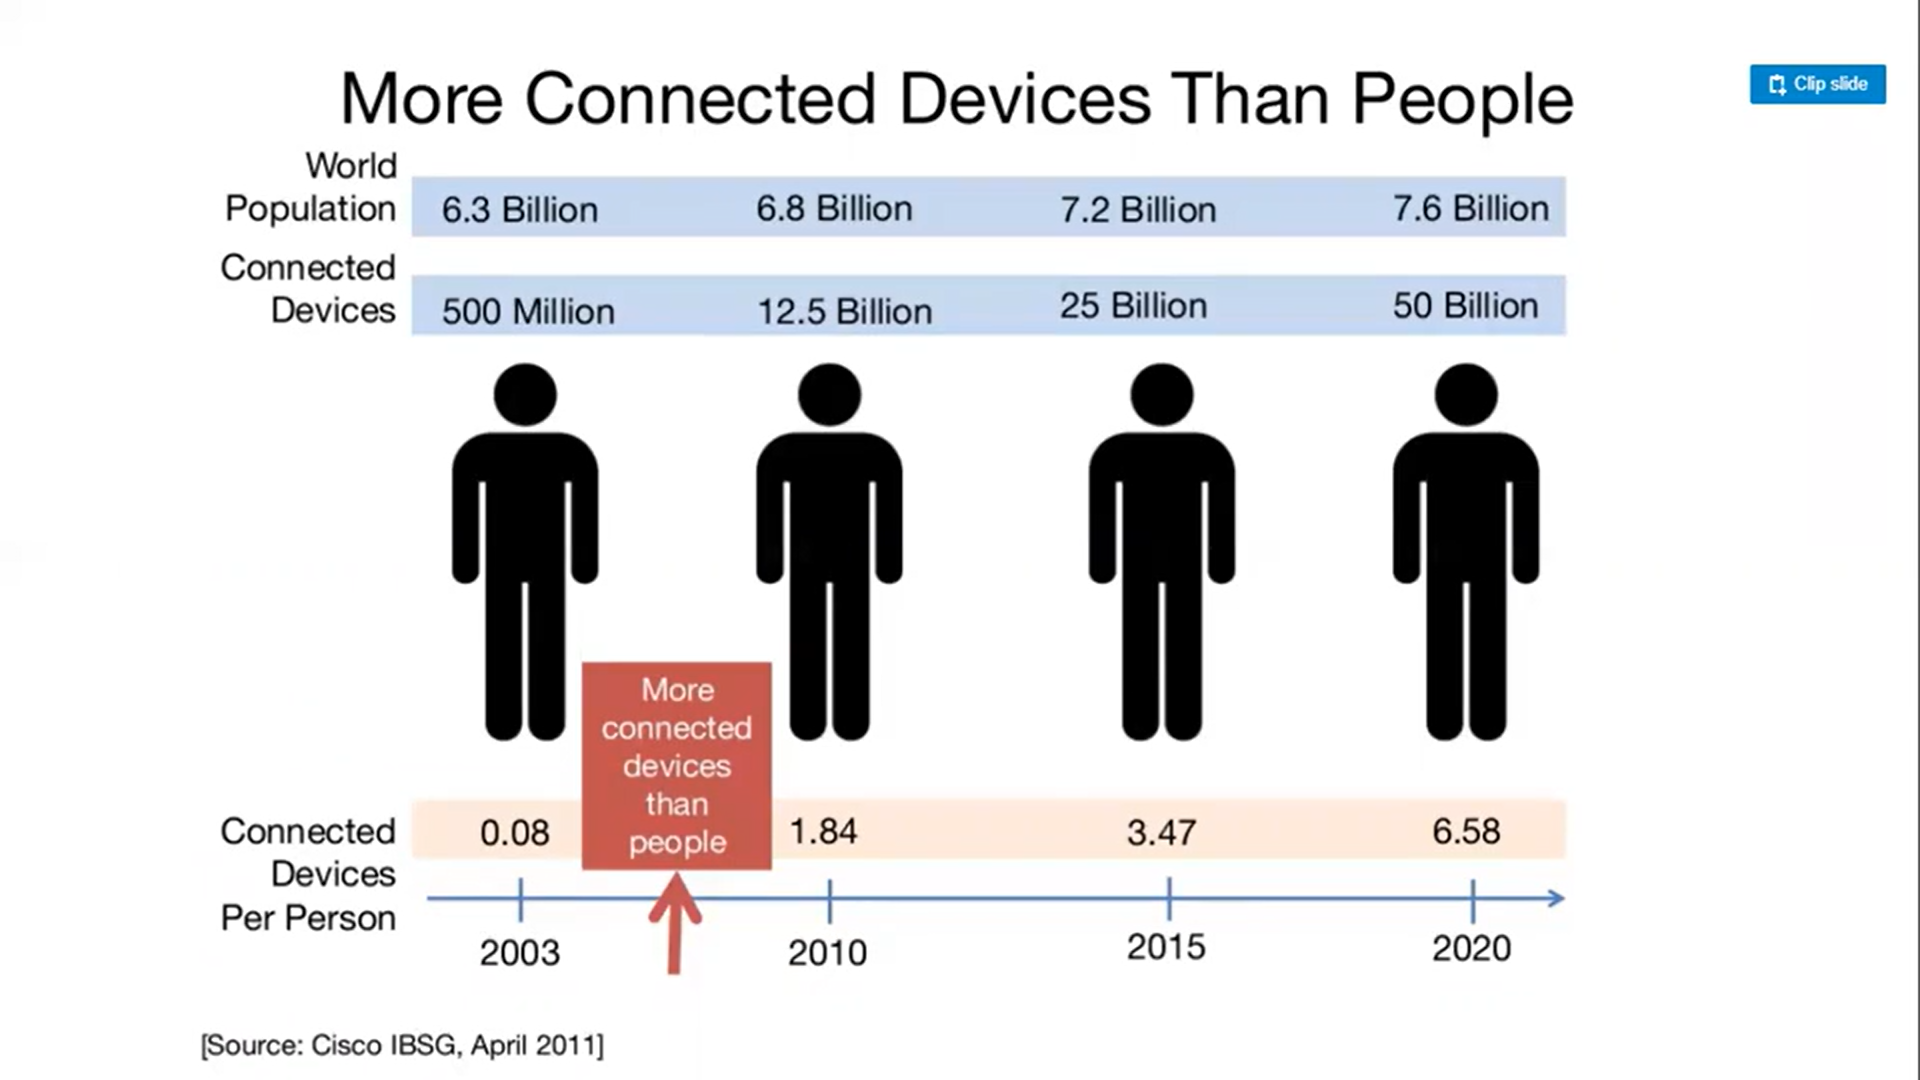 More Connected Devices Than People
Clip slide
World
Population
6.3 Billion
6.8 Billion
7.2 Billion
7.6 Billion
Connected
Devices
500 Million
12.5 Billion
25 Billion
50 Billion
More
connected
devices
than
people
Connected
Devices
Per Person
0.08
1.84
3.47
6.58
2003
2010
2015
2020
[Source: Cisco IBSG, April 2011]